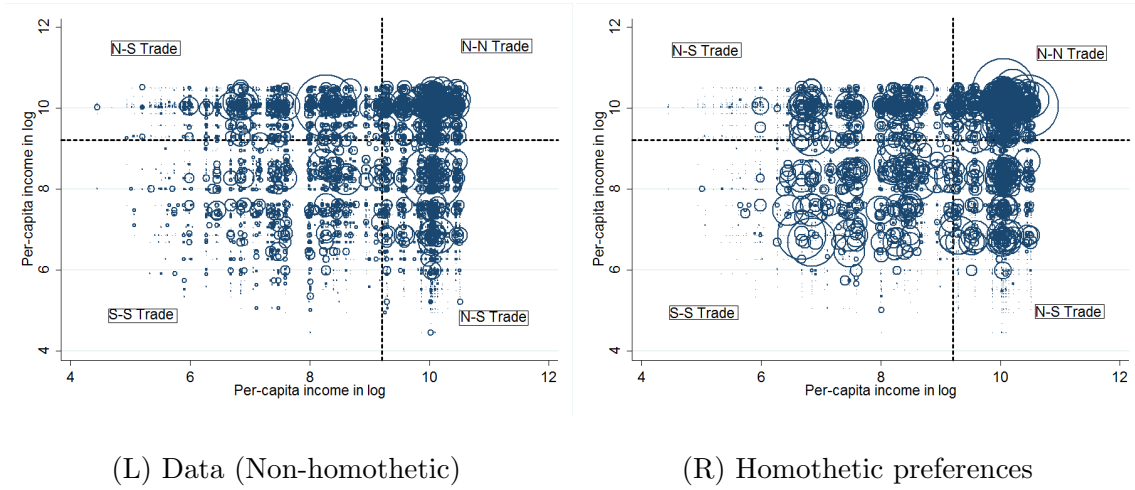 12
10
8
6
4
Per-capita income in log
N-S Trade
N-N Trade
S-S Trade
N-S Trade
4
6
8
10
12
Per-capita income in log
12
10
8
6
4
Per-capita income in log
N-S Trade
N-N Trade
S-S Trade
N-S Trade
4
6
8
10
12
Per-capita income in log
(L) Data (Non-homothetic)
(R) Homothetic preferences